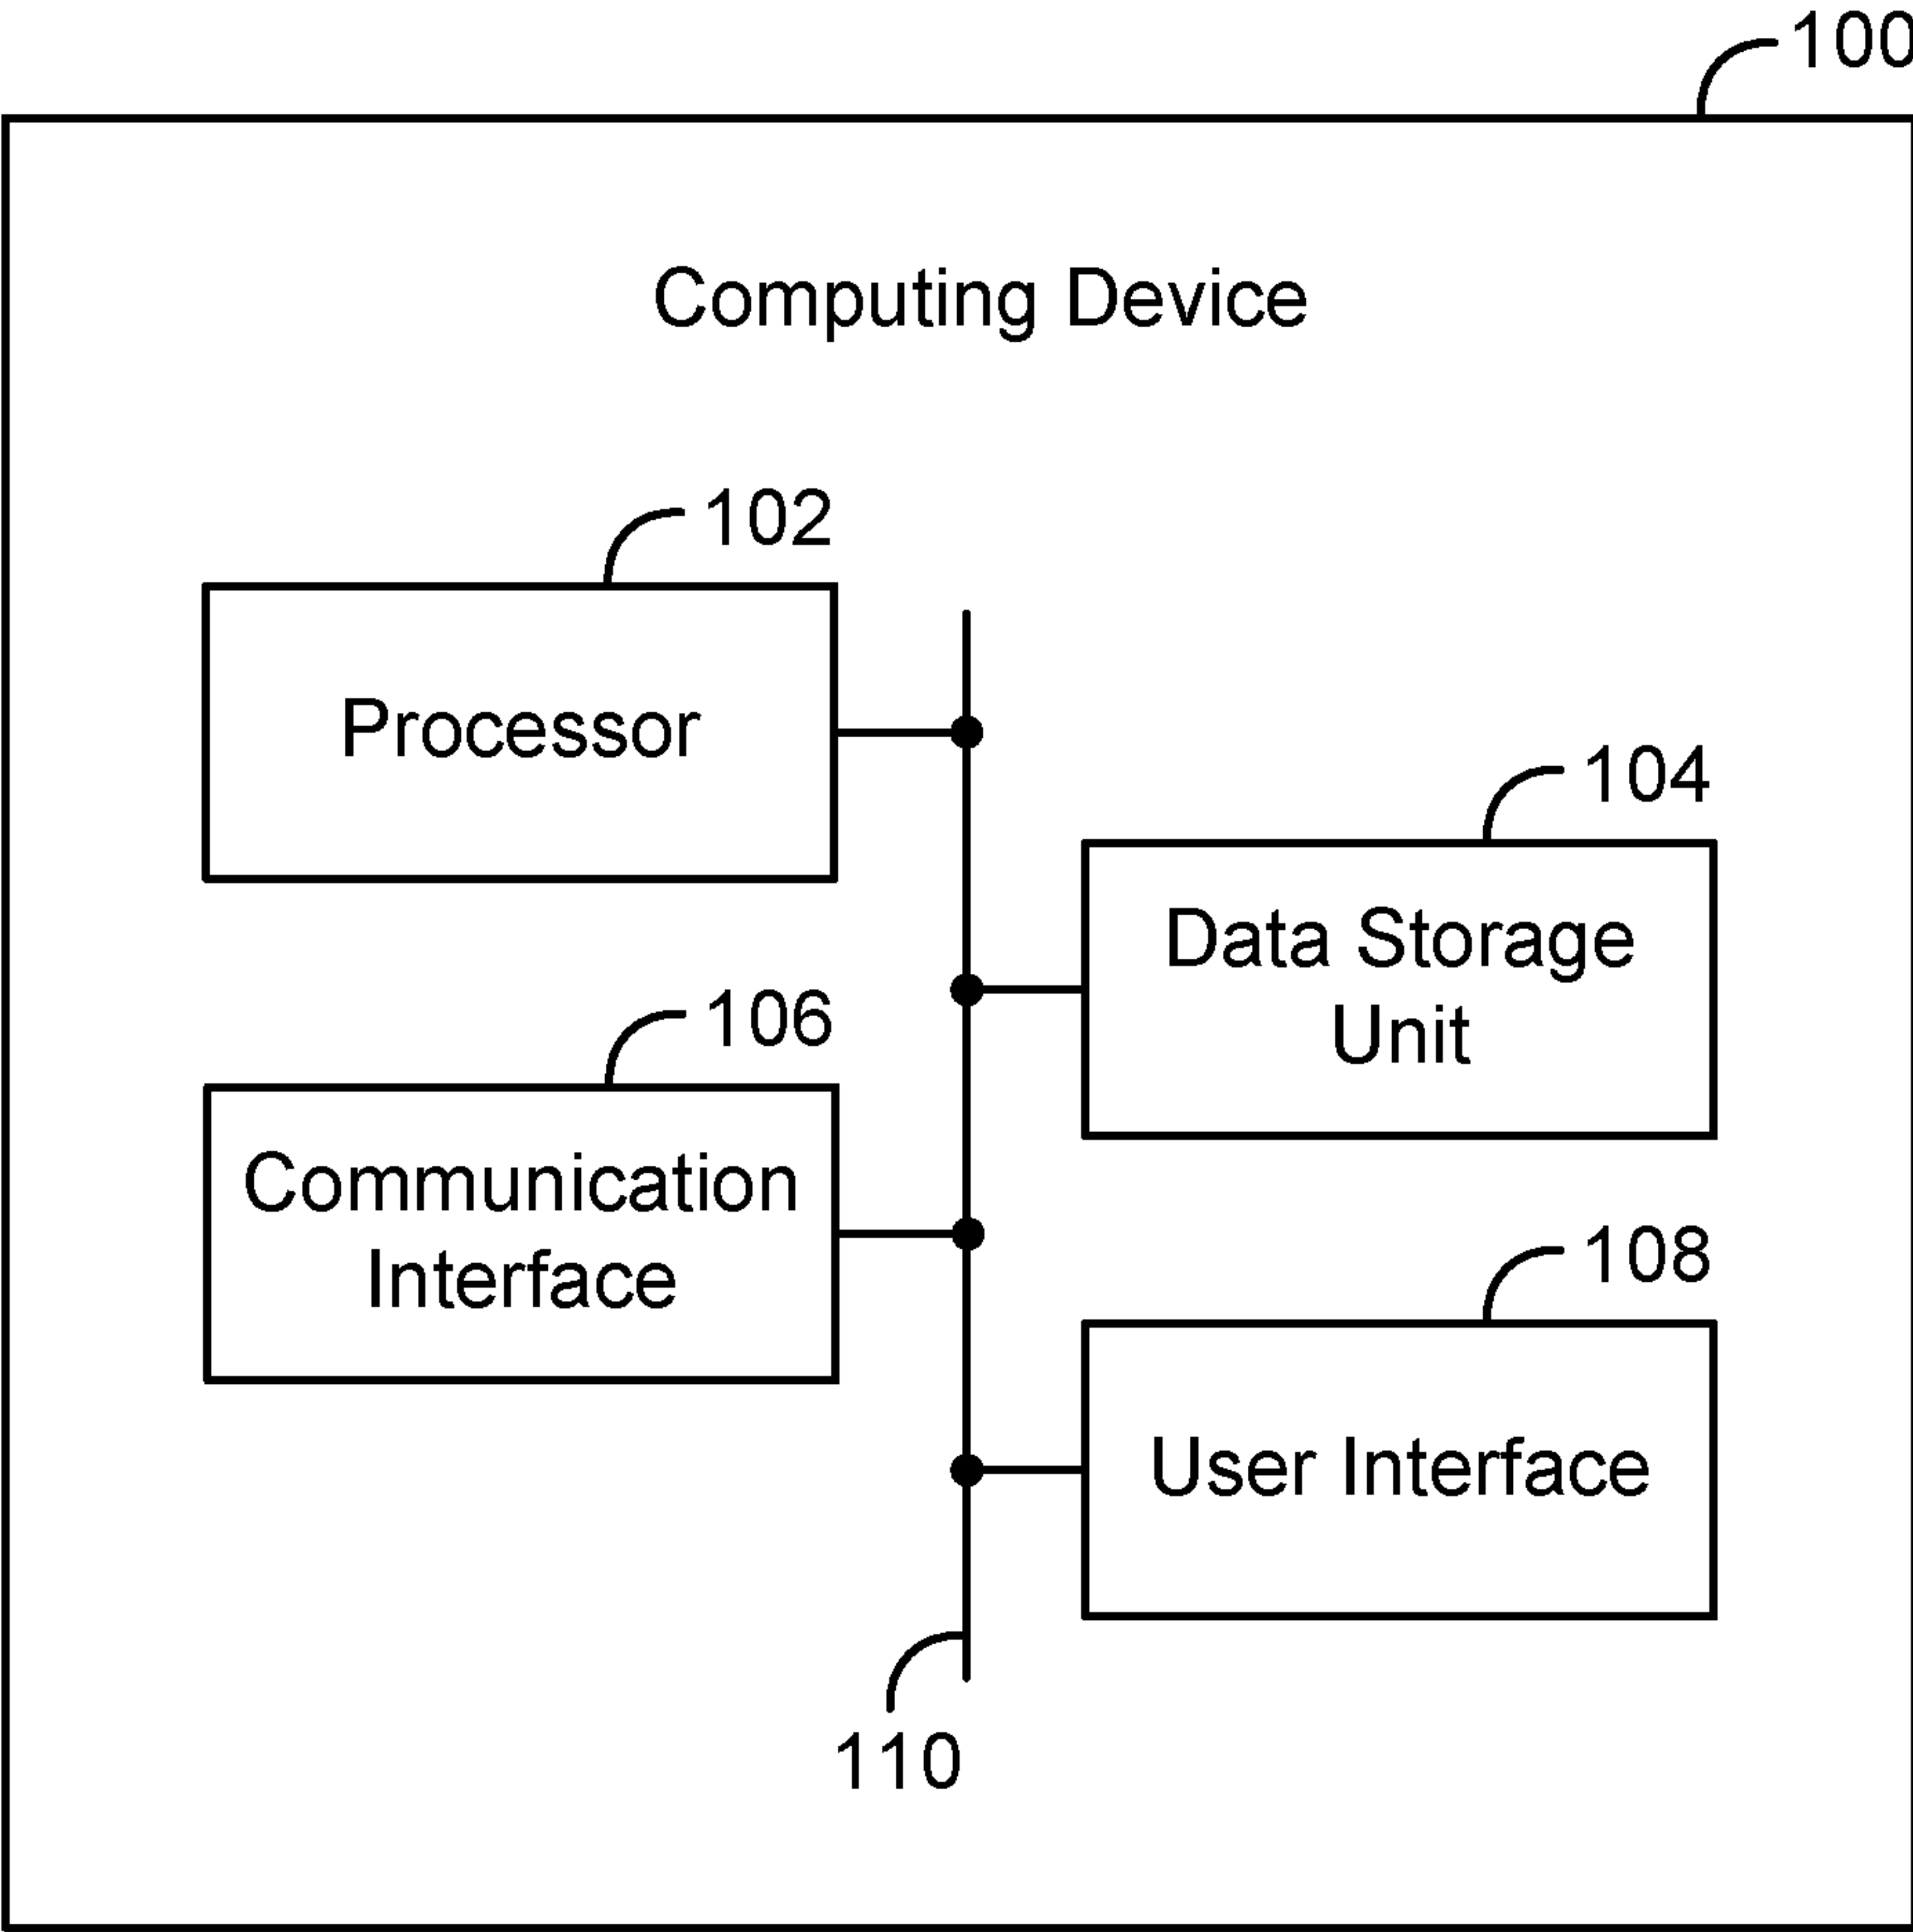 100
Computing Device
102
Processor
104
Data Storage
Unit
106
Communication
Interface
108
User Interface
110